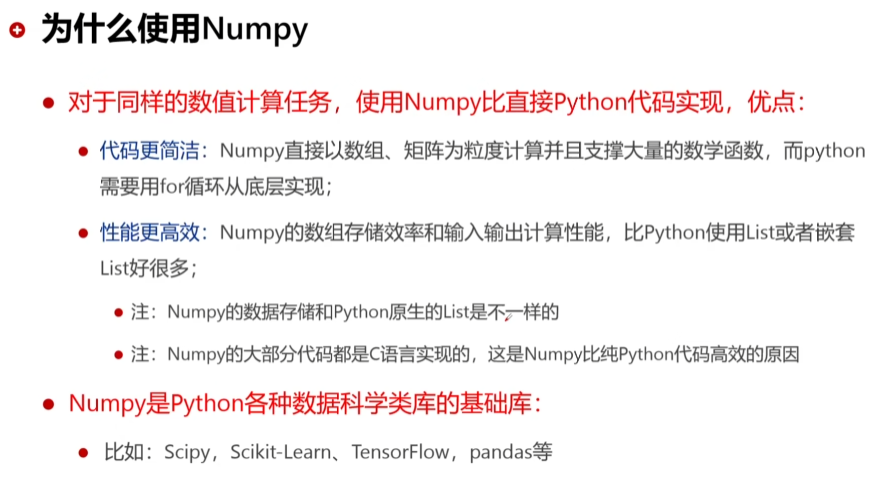 为什么使用Numpy
对于同样的数值计算任务，使用Numpy比直接Python代码实现，优点：
代码更简洁：Numpy直接以数组、矩阵为粒度计算并且支撑大量的数学函数，而python
需要用for循环从底层实现；
性能更高效：Numpy的数组存储效率和输入输出计算性能，比Python使用List或者嵌套
List好很多；
注：Numpy的数据存储和Python原生的List是不一样的
注：Numpy的大部分代码都是C语言实现的，这是Numpy比纯Python代码高效的原因
Numpy是Python各种数据科学类库的基础库：
比如：Scipy，Scikit-Learn、TensorFlow，pandas等